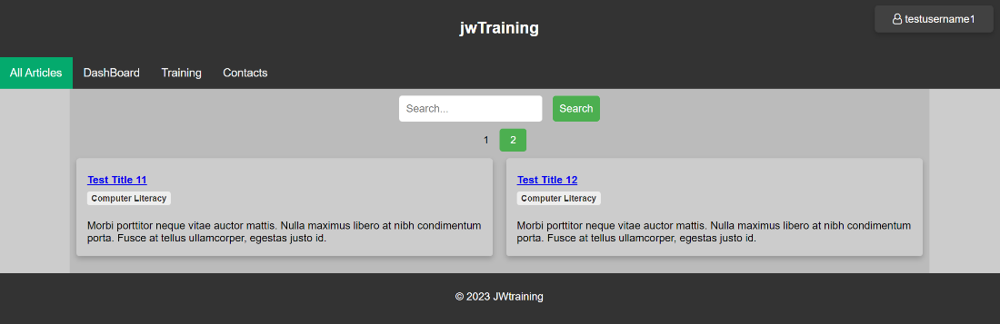 jwTraining
testusername1
All Articles DashBoard Training Contacts
Search... Search
1 2
Test Title 11
Computer Literacy
Morbi porttitor neque vitae auctor mattis. Nulla maximus libero at nibh condimentum
porta. Fusce at tellus ullamcorper, egestas justo id.
Test Title 12
Computer Literacy
Morbi porttitor neque vitae auctor mattis. Nulla maximus libero at nibh condimentum
porta. Fusce at tellus ullamcorper, egestas justo id.
© 2023 JWtraining